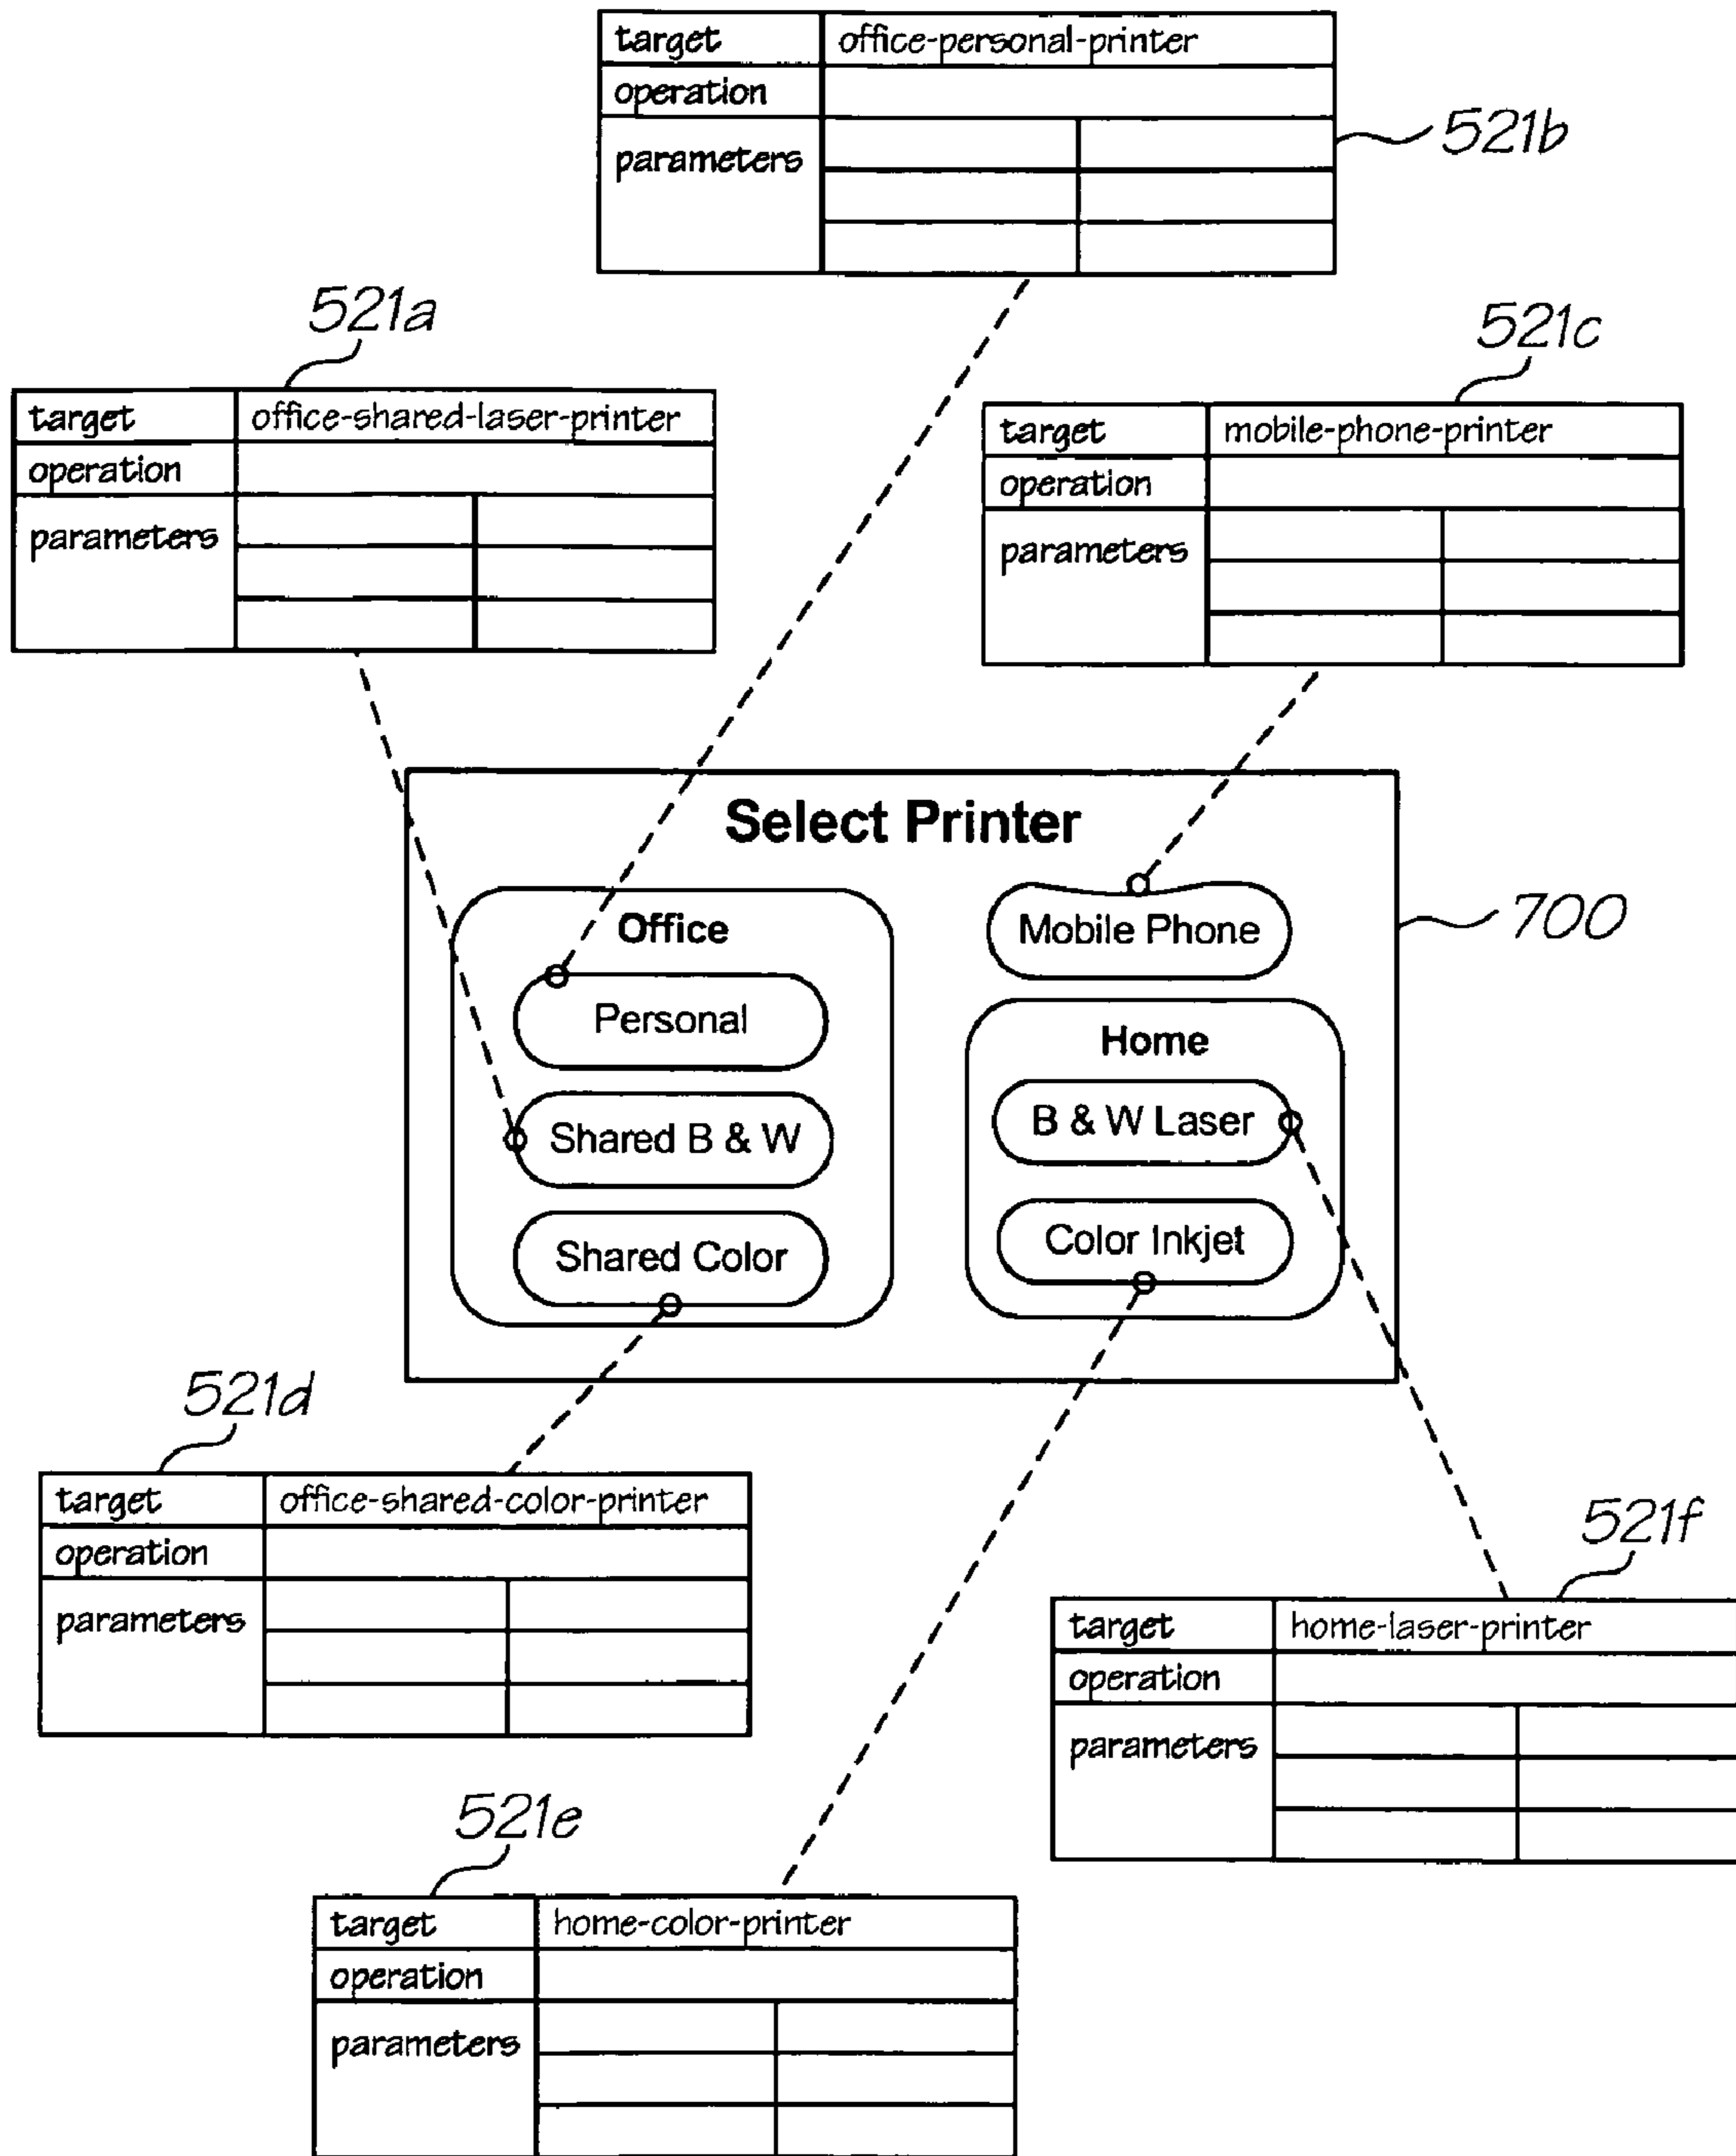 target office-personal-printer
operation
parameters
521b
521a
target office-shared-laser-printer
operation
parameters
521c
target mobile-phone-printer
operation
parameters
Select Printer
700
Office
Personal
Shared B & W
Shared Color
Mobile Phone
Home
B & W Laser
Color Inkjet
521d
target office-shared-color-printer
operation
parameters
521f
target home-laser-printer
operation
parameters
521e
target home-color-printer
operation
parameters